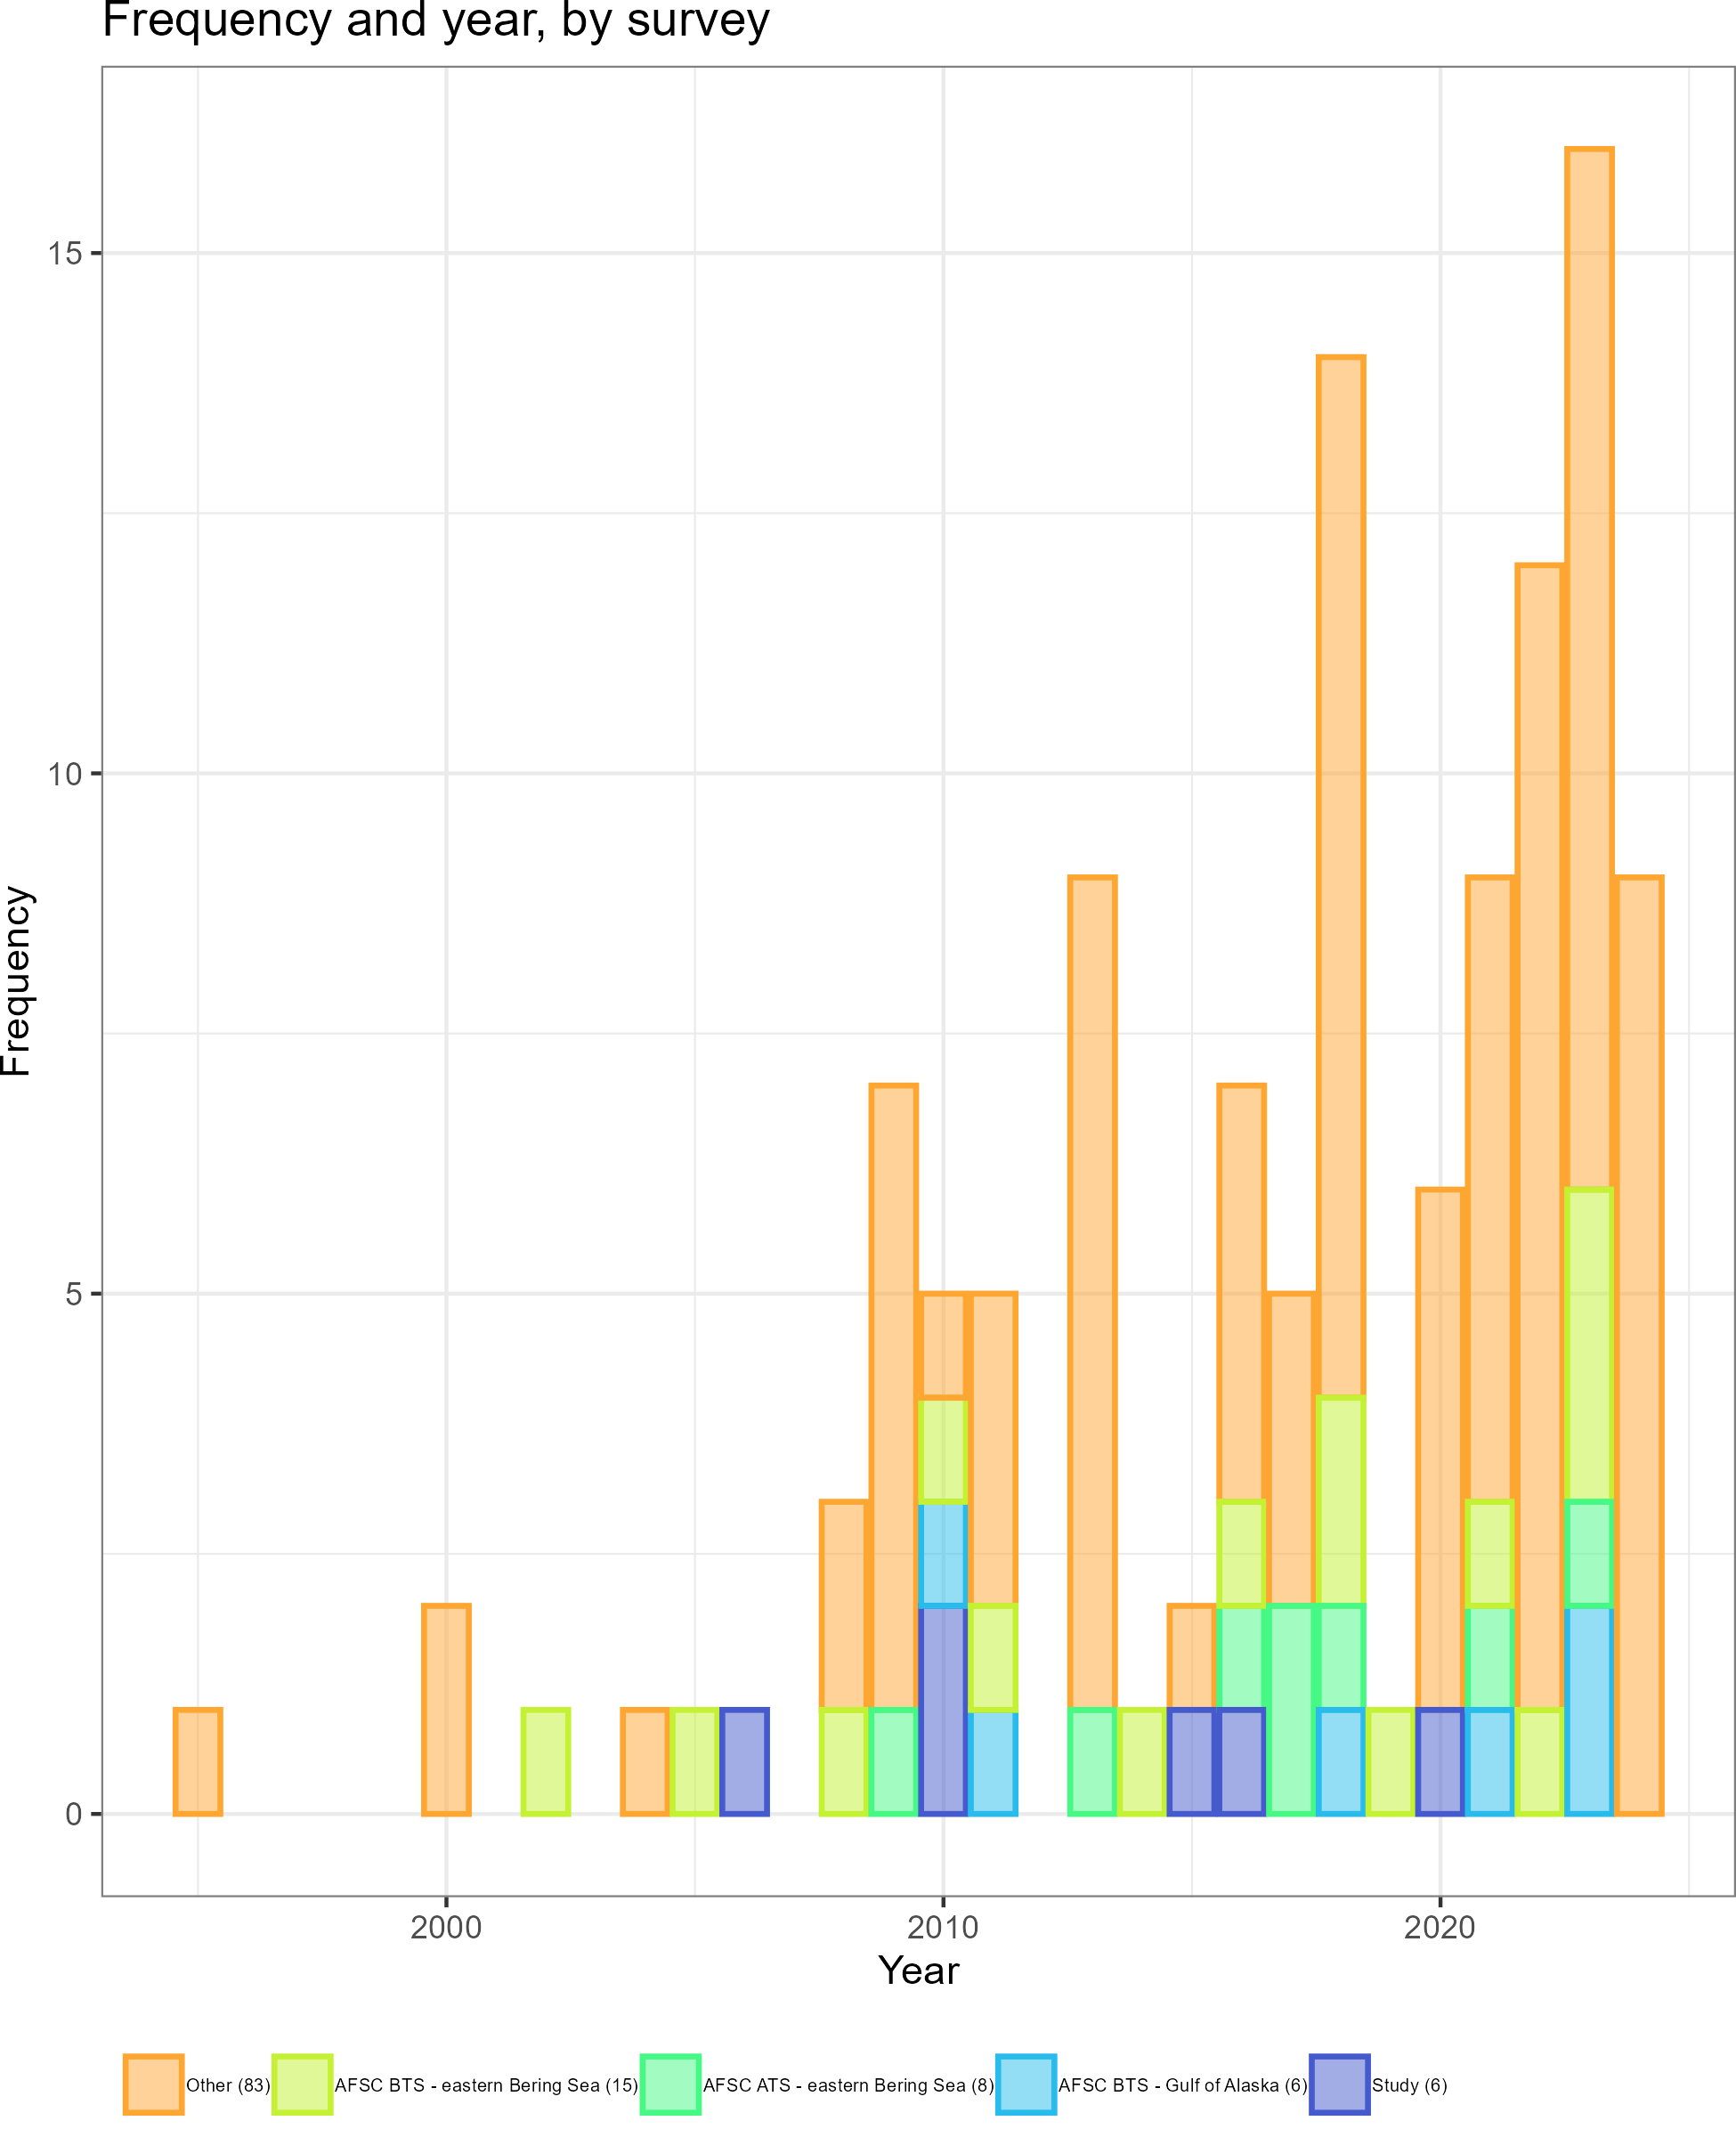 Frequency and year, by survey
15
10
5
0
Frequency
2000 2010 2020
Year
Other (83) AFSC BTS - eastern Bering Sea (15) AFSC ATS - eastern Bering Sea (8) AFSC BTS - Gulf of Alaska (6) Study (6)